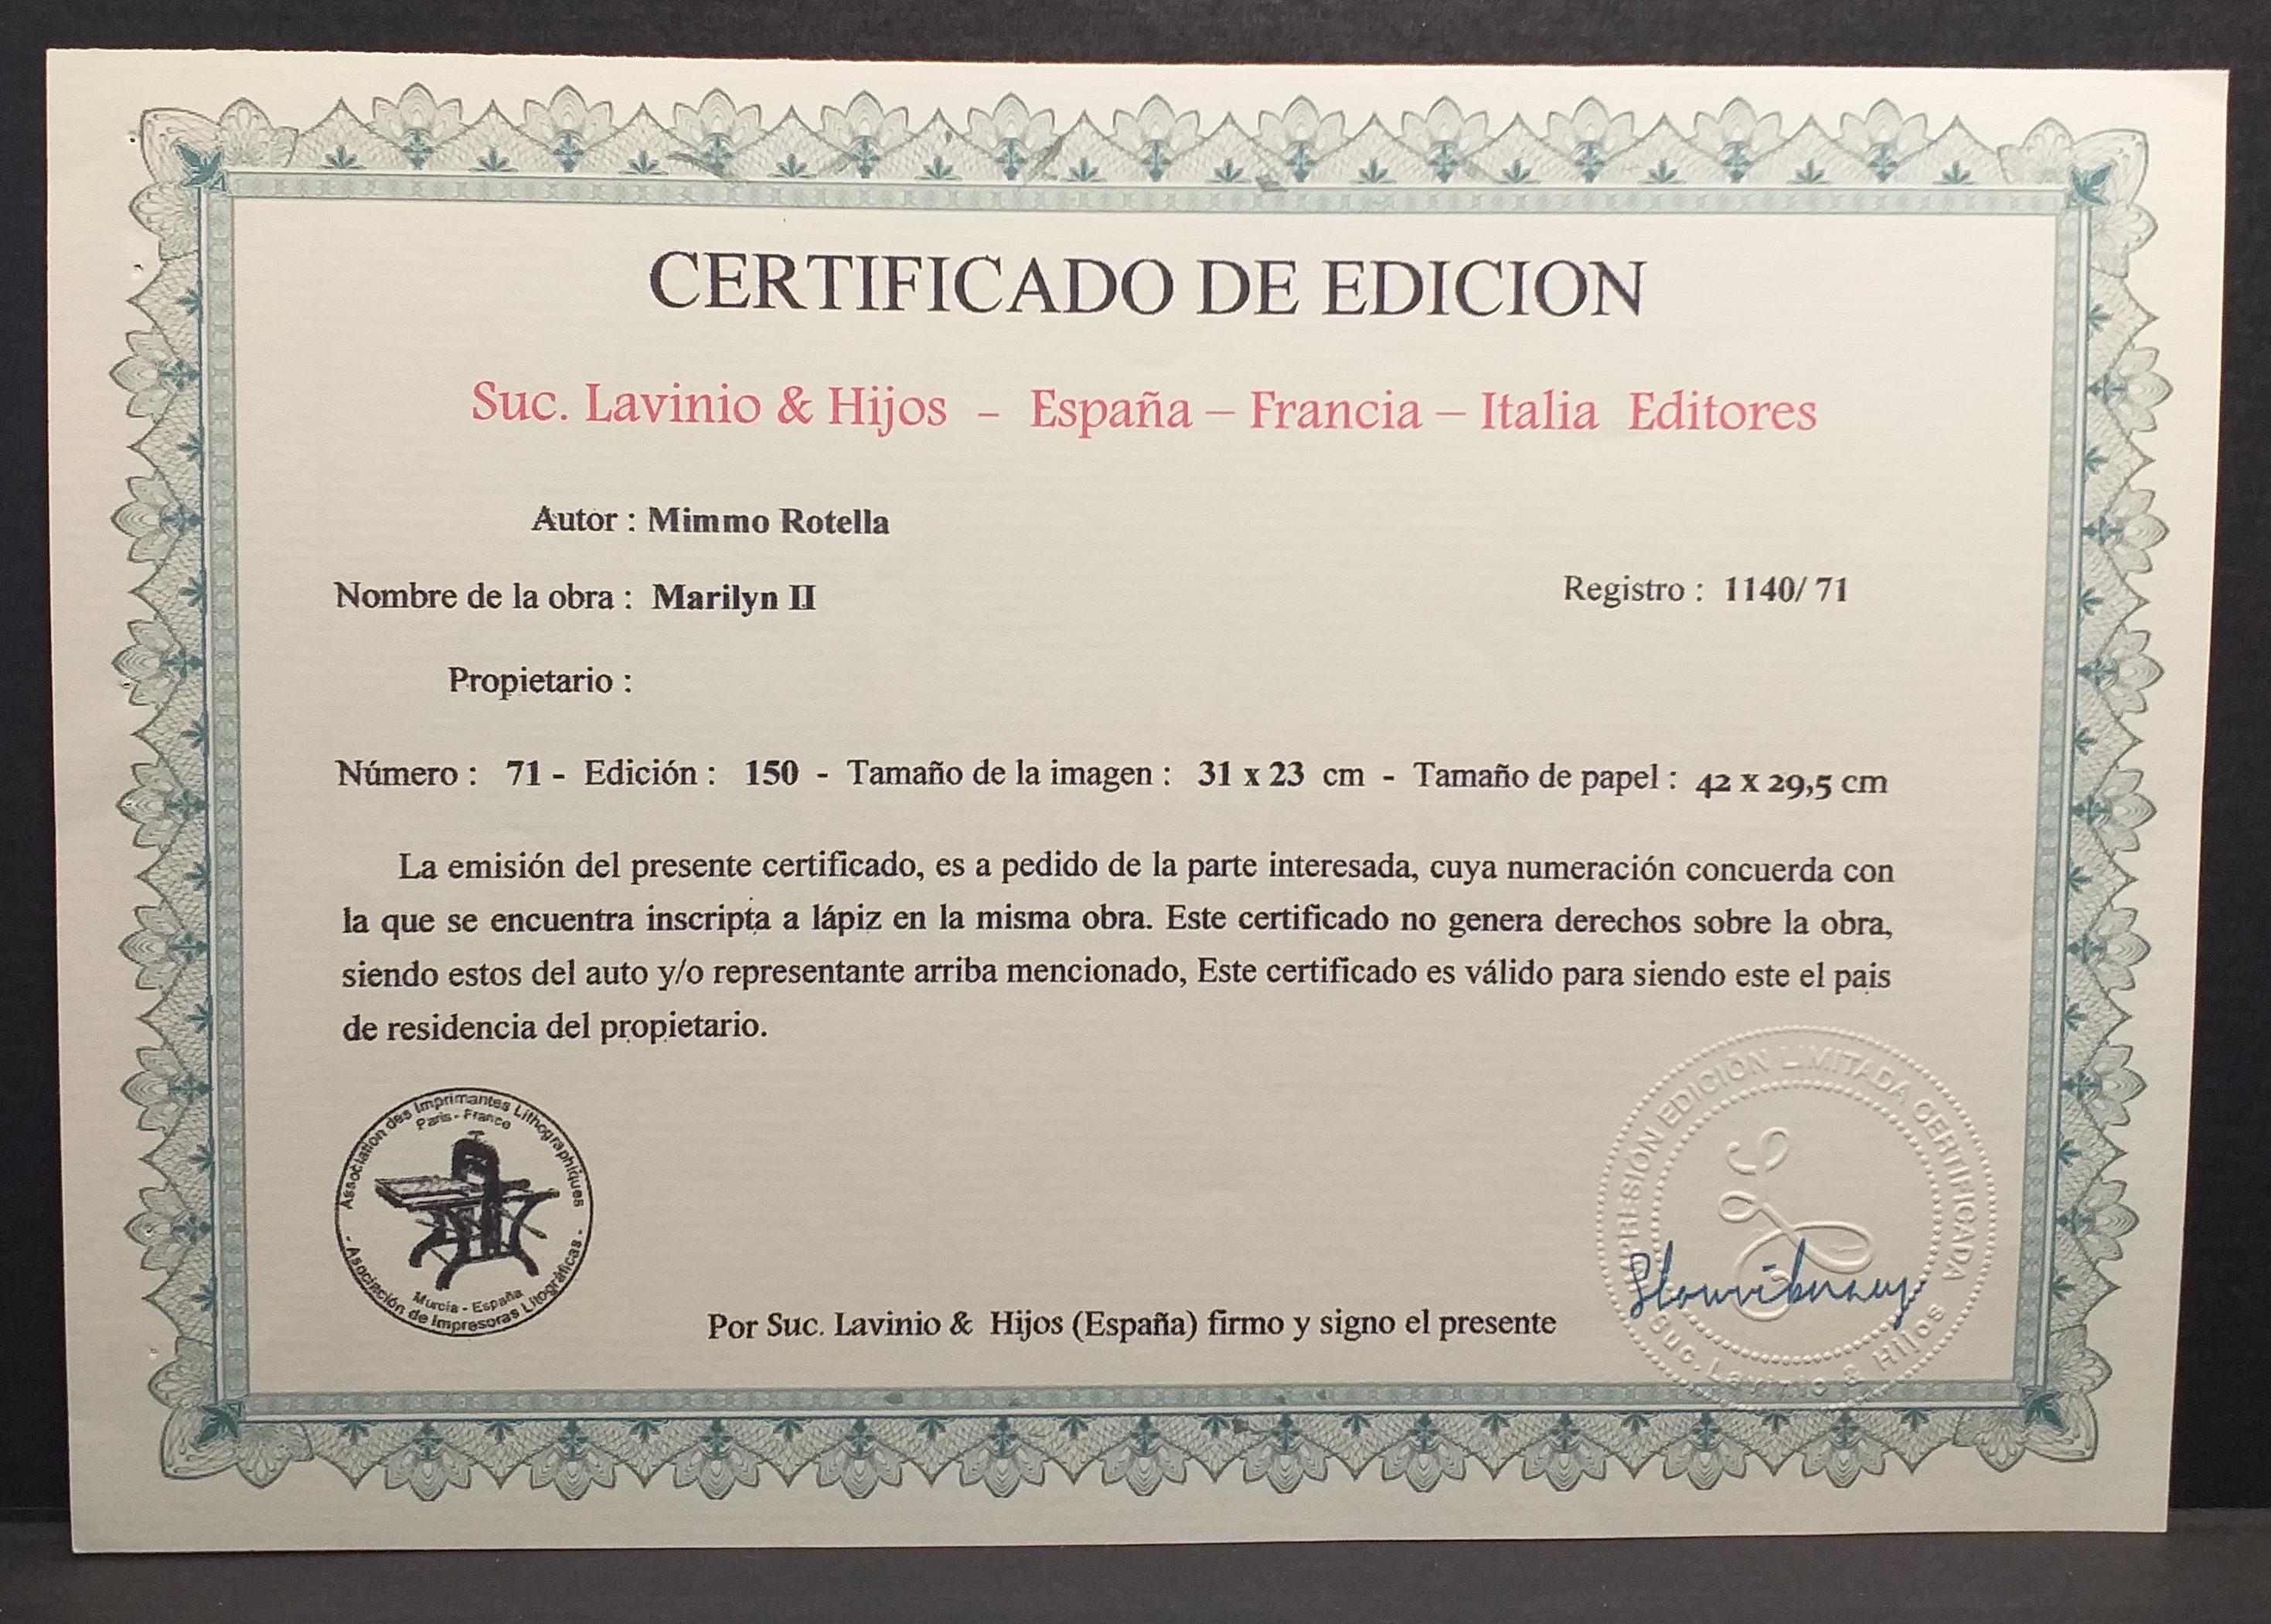 CERTIFICADO DE EDICION
Suc. Lavinio & Hijos - España – Francia – Italia Editores
Autor : Mimmo Rotella
Nombre de la obra : Marilyn II
Registro : 1140/ 71
Propietario :
Número : 71 - Edición : 150 - Tamaño de la imagen : 31 x 23 cm - Tamaño de papel : 42 x 29,5 cm
La emisión del presente certificado, es a pedido de la parte interesada, cuya numeración concuerda con
la que se encuentra inscripta a lápiz en la misma obra. Este certificado no genera derechos sobre la obra,
siendo estos del auto y/o representante arriba mencionado, Este certificado es válido para siendo este el pais
de residencia del propietario.
Association des Imprimantes Lithographiques
Paris - France
Murcia - España
- Asociación de Impresoras Litográficas -
IMPRESIÓN EDICIÓN LIMITADA CERTIFICADA
Suc. Lavinio & Hijos
Por Suc. Lavinio & Hijos (España) firmo y signo el presente